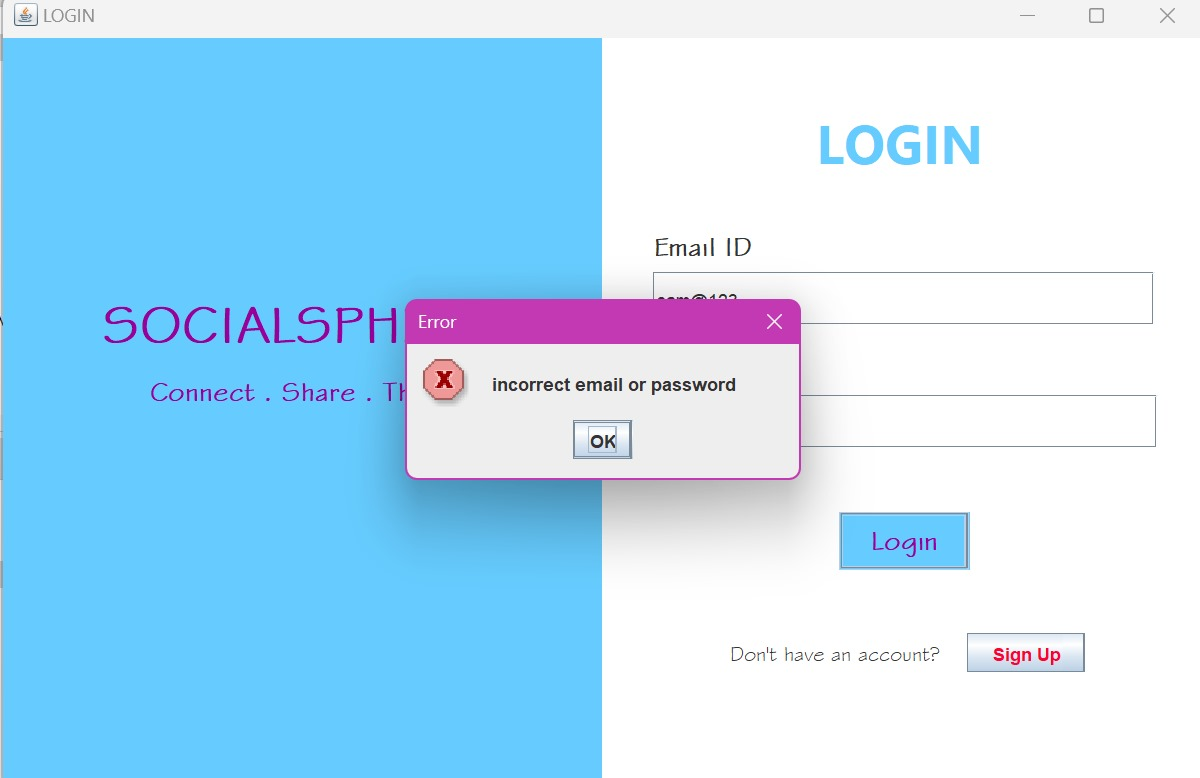 LOGIN
LOGIN
Email ID
SOCIALSPH
Connect . Share . Th
Error
incorrect email or password
OK
Login
Don't have an account?
Sign Up